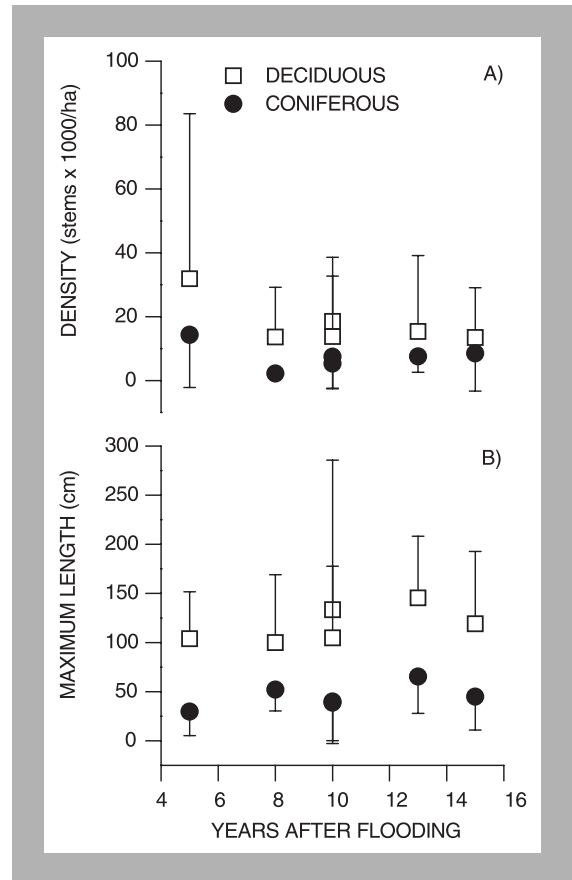 100
DECIDUOUS
A)
CONIFEROUS
80
60
40
20
0
DENSITY (stems x 1000/ha)
300
B)
250
200
150
100
50
0
MAXIMUM LENGTH (cm)
4 6 8 10 12 14 16
YEARS AFTER FLOODING